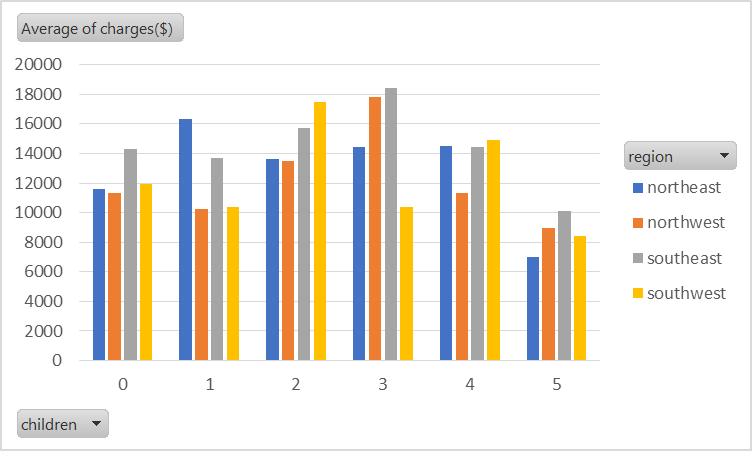 Average of charges($)
20000
18000
16000
14000
12000
10000
8000
6000
4000
2000
0
0 1 2 3 4 5
region
northeast
northwest
southeast
southwest
children